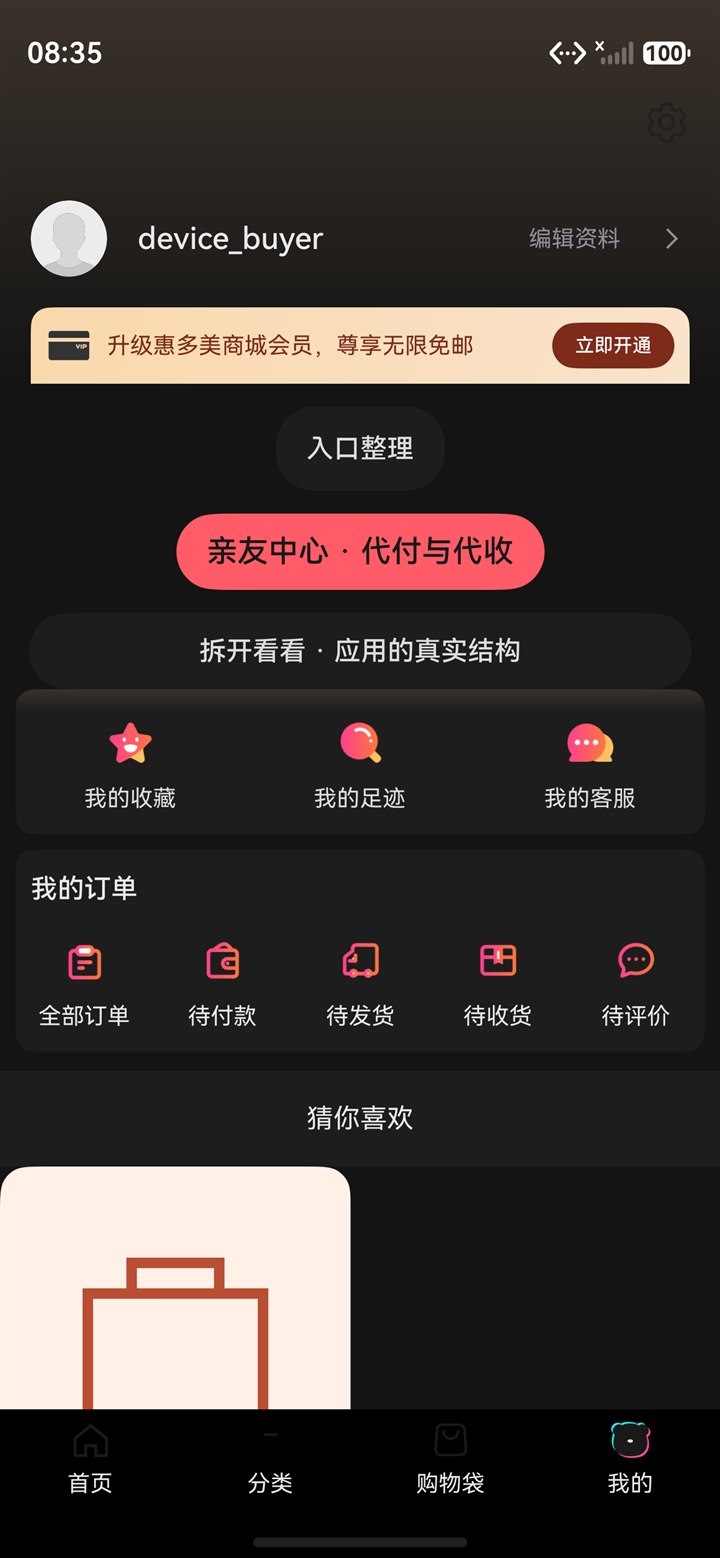 08:35
100
device_buyer
编辑资料
VIP
升级惠多美商城会员，尊享无限免邮
立即开通
入口整理
亲友中心 · 代付与代收
拆开看看 · 应用的真实结构
我的收藏
我的足迹
我的客服
我的订单
全部订单
待付款
待发货
待收货
待评价
猜你喜欢
首页
分类
购物袋
我的